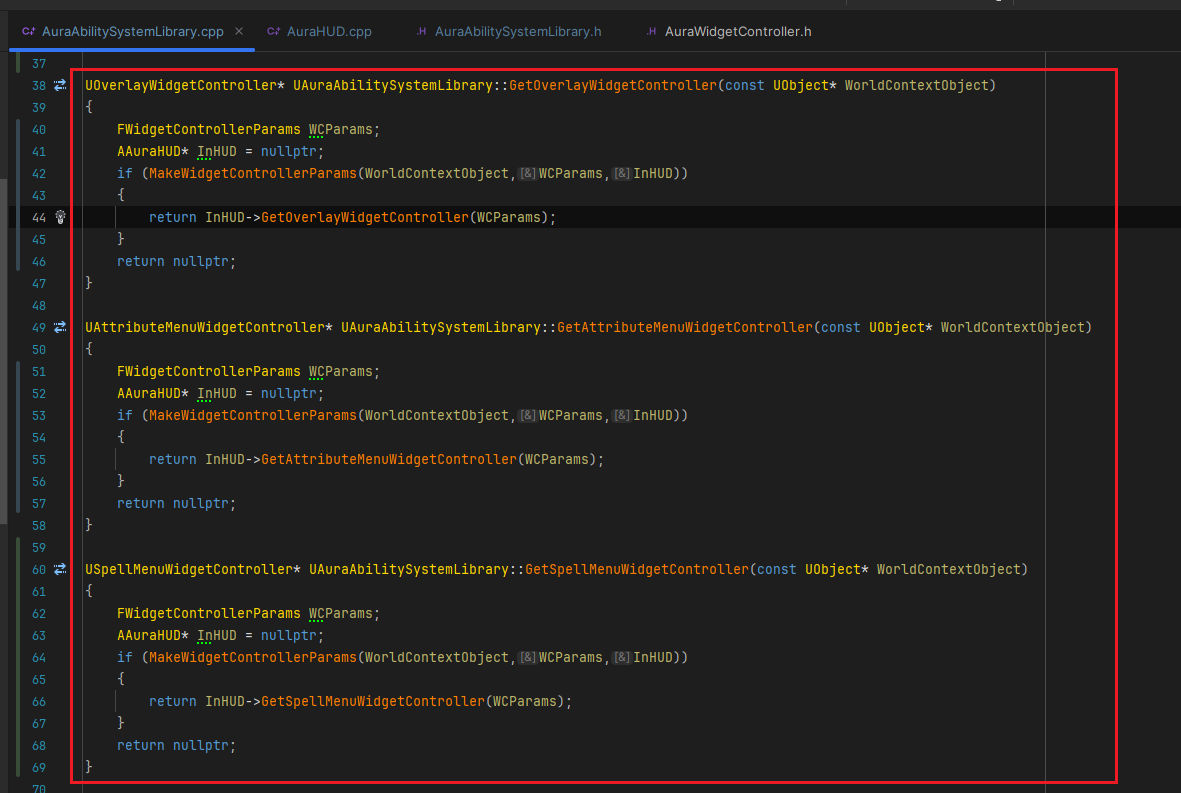 AuraAbilitySystemLibrary.cpp AuraHUD.cpp AuraAbilitySystemLibrary.h AuraWidgetController.h
37
38 UOverlayWidgetController* UAuraAbilitySystemLibrary::GetOverlayWidgetController(const UObject* WorldContextObject)
39 {
40     FWidgetControllerParams WCParams;
41     AAuraHUD* InHUD = nullptr;
42     if (MakeWidgetControllerParams(WorldContextObject,[&]WCParams,[&]InHUD))
43     {
44         return InHUD->GetOverlayWidgetController(WCParams);
45     }
46     return nullptr;
47 }
48
49 UAttributeMenuWidgetController* UAuraAbilitySystemLibrary::GetAttributeMenuWidgetController(const UObject* WorldContextObject)
50 {
51     FWidgetControllerParams WCParams;
52     AAuraHUD* InHUD = nullptr;
53     if (MakeWidgetControllerParams(WorldContextObject,[&]WCParams,[&]InHUD))
54     {
55         return InHUD->GetAttributeMenuWidgetController(WCParams);
56     }
57     return nullptr;
58 }
59
60 USpellMenuWidgetController* UAuraAbilitySystemLibrary::GetSpellMenuWidgetController(const UObject* WorldContextObject)
61 {
62     FWidgetControllerParams WCParams;
63     AAuraHUD* InHUD = nullptr;
64     if (MakeWidgetControllerParams(WorldContextObject,[&]WCParams,[&]InHUD))
65     {
66         return InHUD->GetSpellMenuWidgetController(WCParams);
67     }
68     return nullptr;
69 }
70